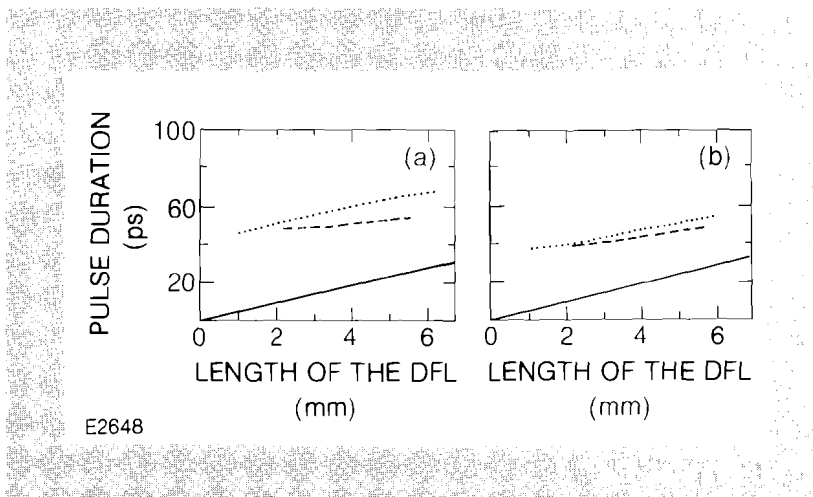 PULSE DURATION
(ps)
100
60
20
(a)
0 2 4 6
LENGTH OF THE DFL
(mm)
(b)
0 2 4 6
LENGTH OF THE DFL
(mm)
E2648